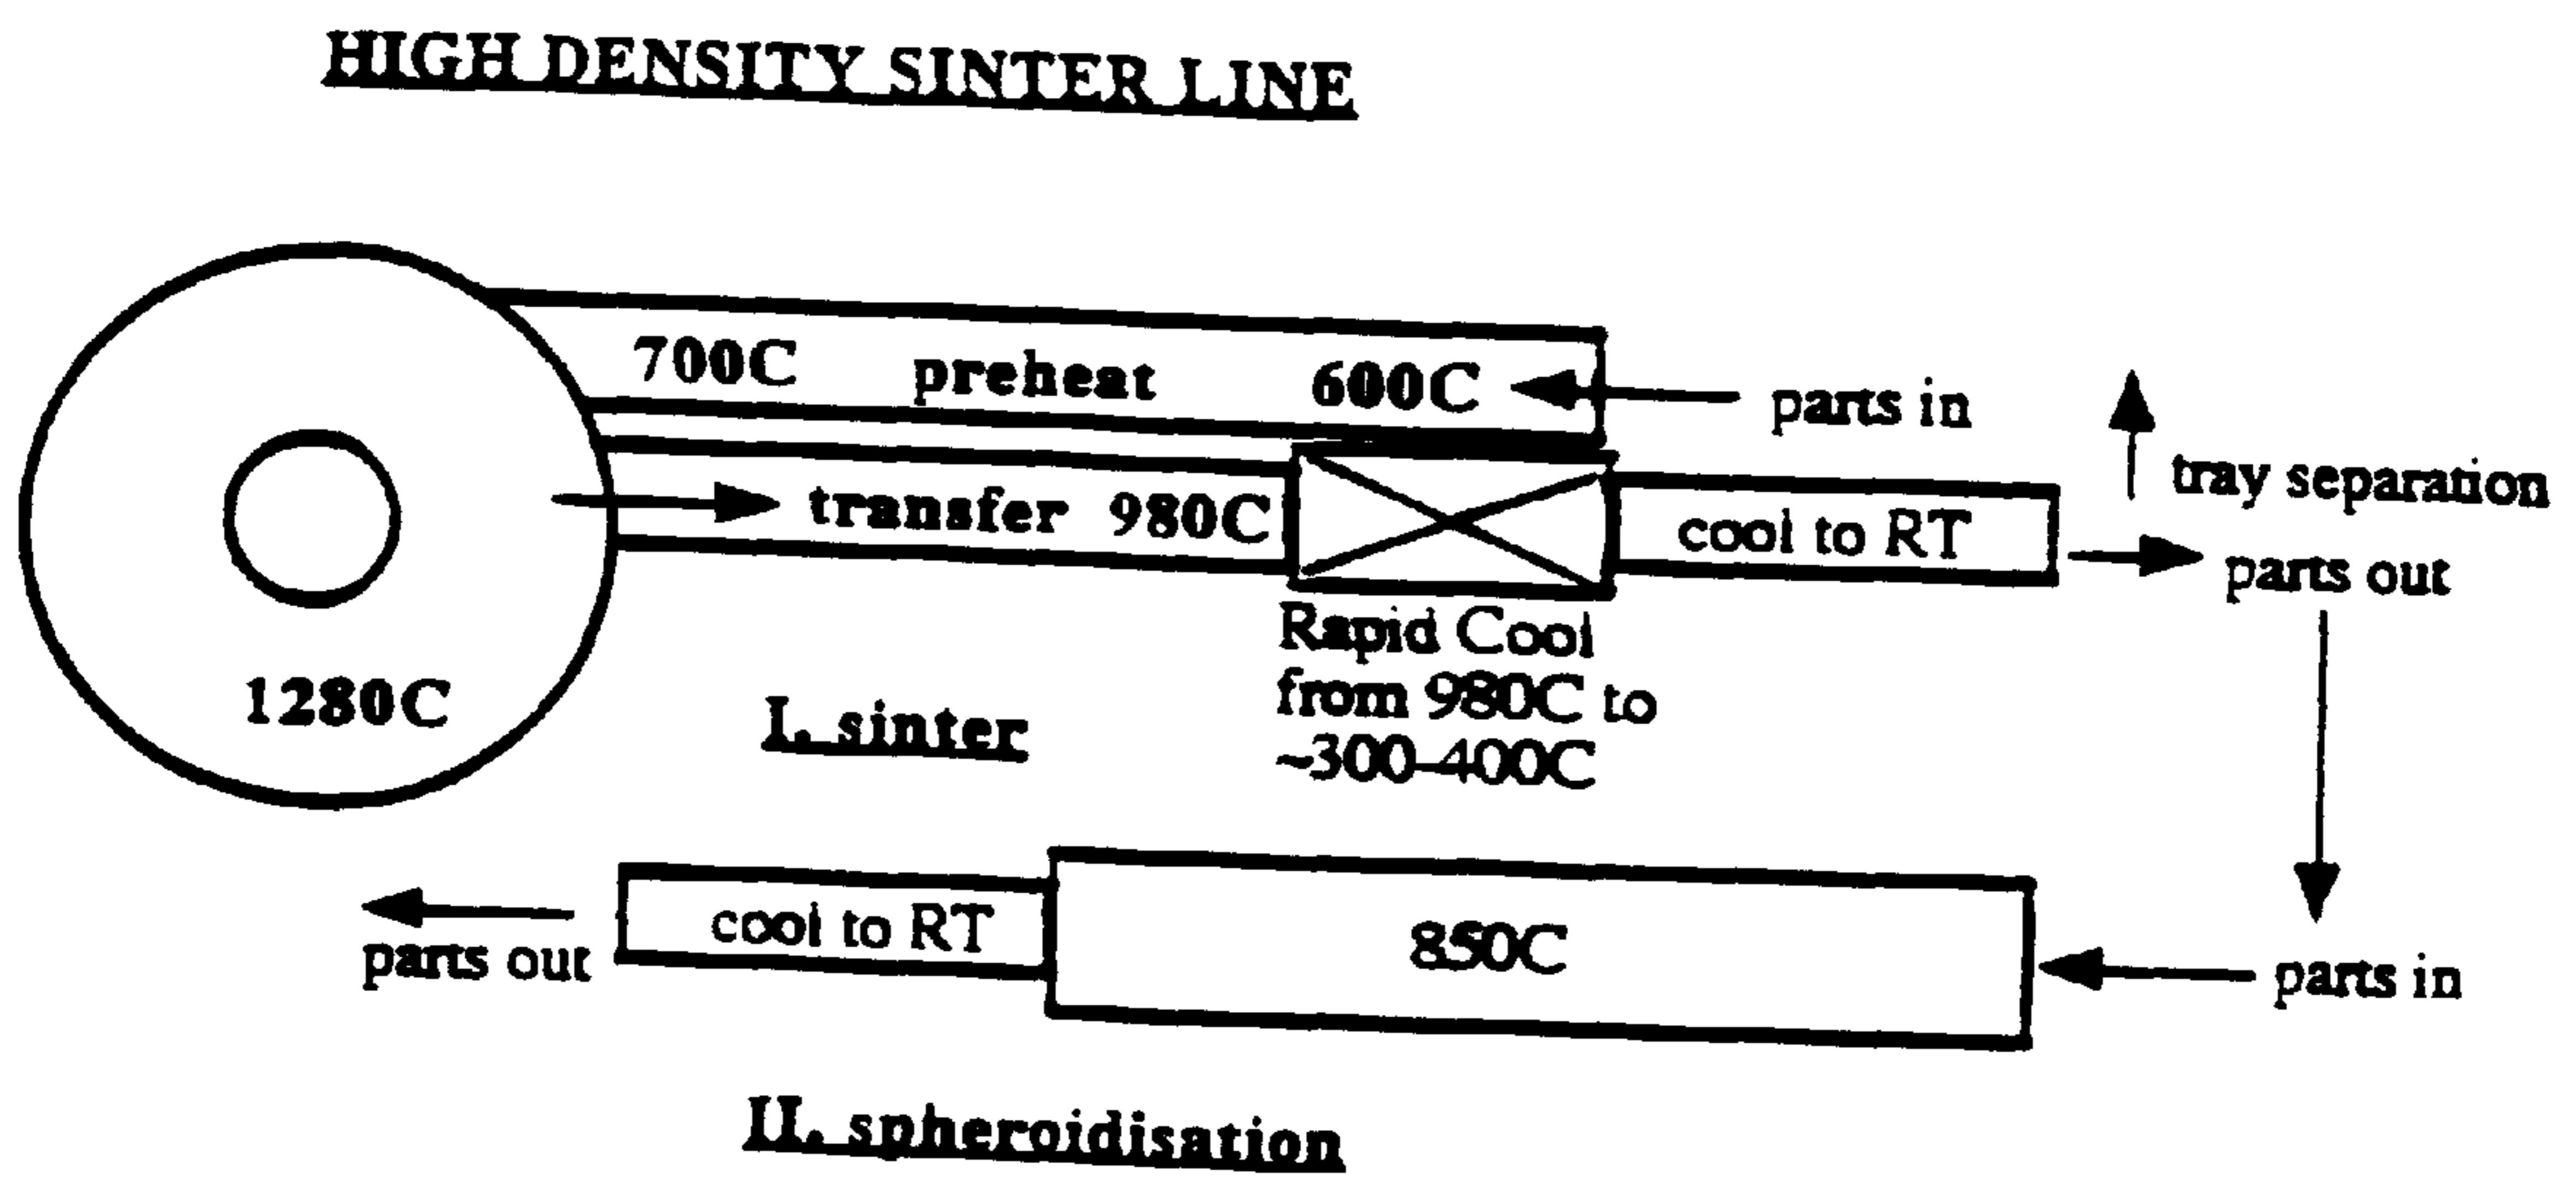 HIGH DENSITY SINTER LINE
700C preheat 600C
parts in
transfer 980C
cool to RT
tray separation
parts out
Rapid Cool
from 980C to
~300-400C
1280C
I. sinter
parts out
cool to RT
850C
parts in
II. spheroidisation